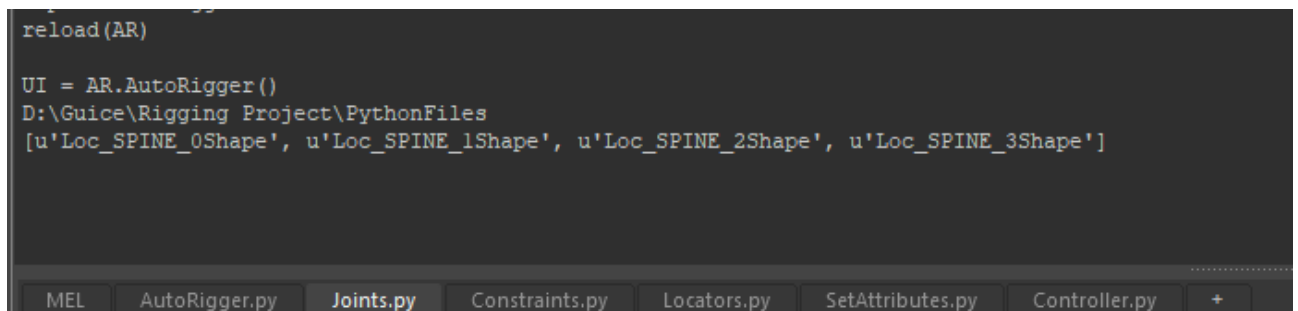 reload(AR)
UI = AR.AutoRigger()
D:\Guice\Rigging Project\PythonFiles
[u'Loc_SPINE_0Shape', u'Loc_SPINE_1Shape', u'Loc_SPINE_2Shape', u'Loc_SPINE_3Shape']
MEL AutoRigger.py Joints.py Constraints.py Locators.py SetAttributes.py Controller.py +